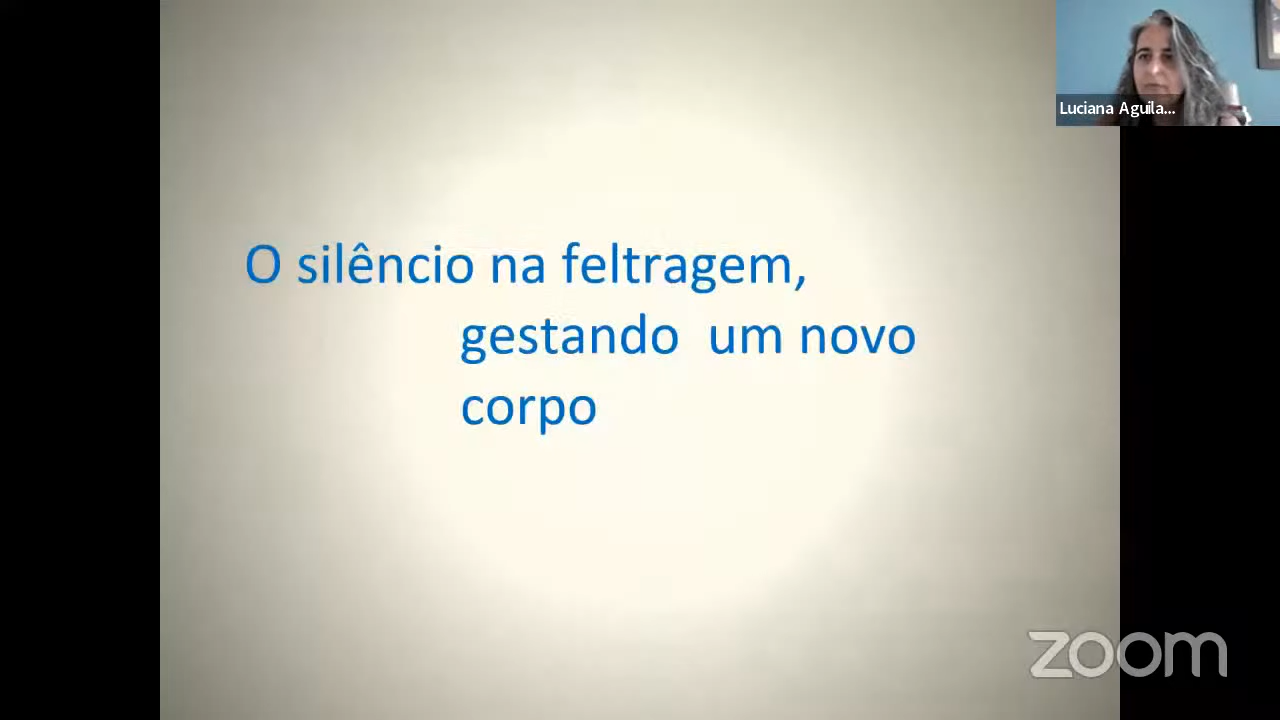 Luciana Aguila...
O silêncio na feltragem,
gestando um novo
corpo
zoom